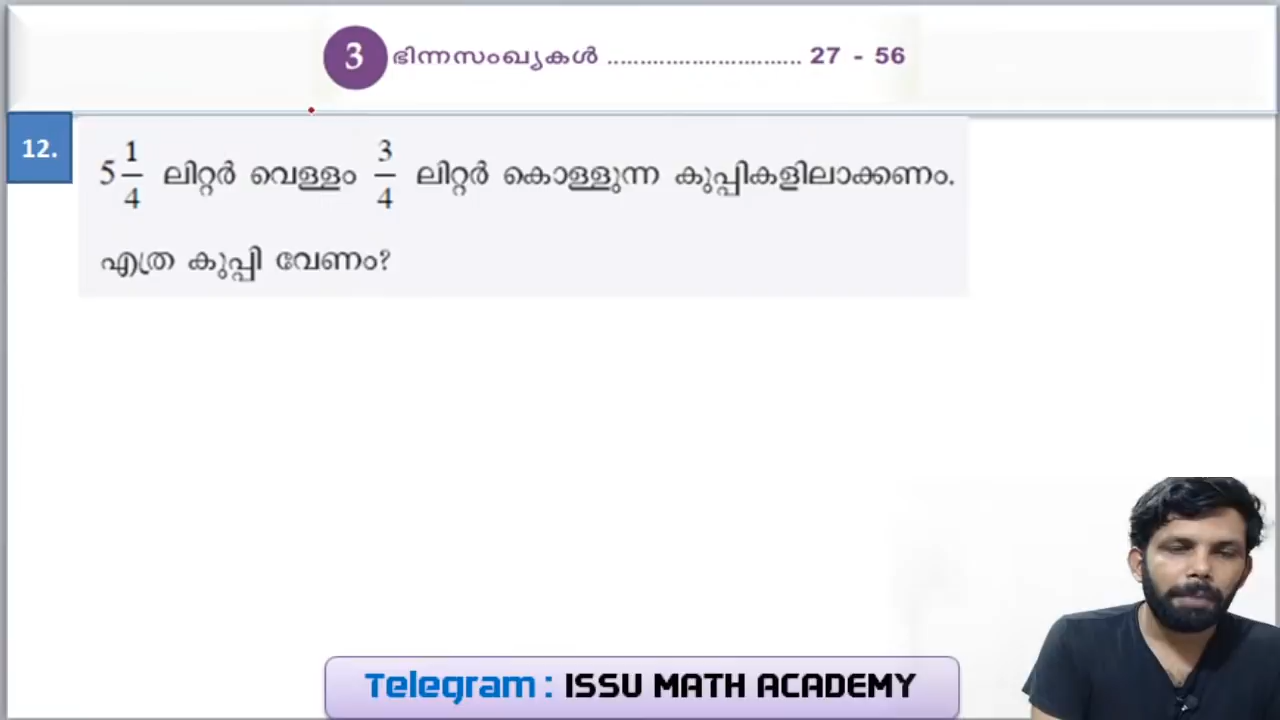 3 ഭിന്നസംഖ്യകൾ .............................. 27 - 56
12.
5 1/4 ലിറ്റർ വെള്ളം 3/4 ലിറ്റർ കൊള്ളുന്ന കുപ്പികളിലാക്കണം.
എത്ര കുപ്പി വേണം?
Telegram : ISSU MATH ACADEMY